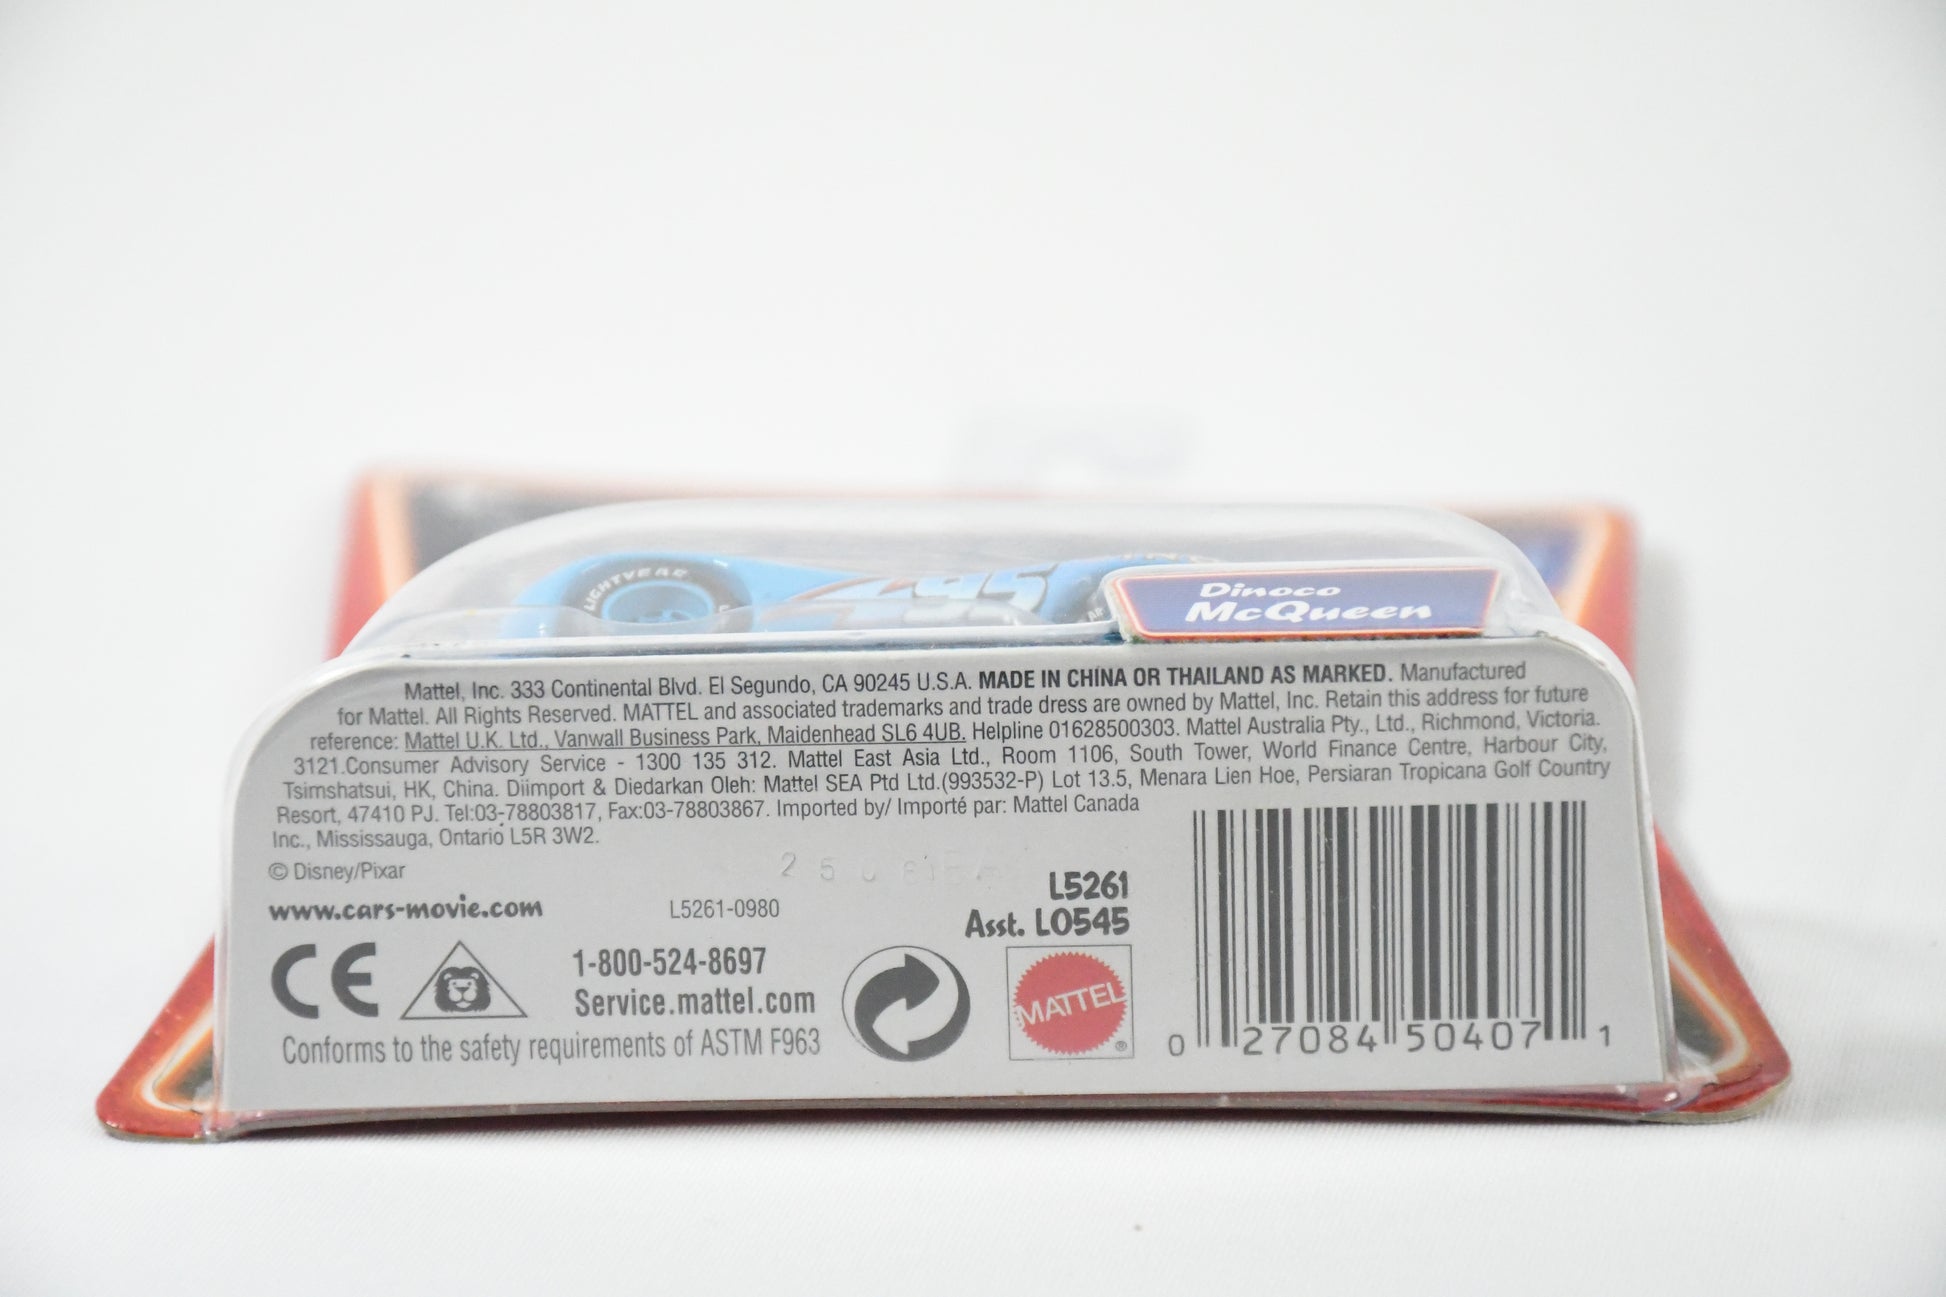 LIGHTYEAR
95
Dinoco
McQueen
Mattel, Inc. 333 Continental Blvd. El Segundo, CA 90245 U.S.A. MADE IN CHINA OR THAILAND AS MARKED. Manufactured
for Mattel. All Rights Reserved. MATTEL and associated trademarks and trade dress are owned by Mattel, Inc. Retain this address for future
reference: Mattel U.K. Ltd., Vanwall Business Park, Maidenhead SL6 4UB. Helpline 01628500303. Mattel Australia Pty., Ltd., Richmond, Victoria.
3121.Consumer Advisory Service - 1300 135 312. Mattel East Asia Ltd., Room 1106, South Tower, World Finance Centre, Harbour City,
Tsimshatsui, HK, China. Diimport & Diedarkan Oleh: Mattel SEA Ptd Ltd.(993532-P) Lot 13.5, Menara Lien Hoe, Persiaran Tropicana Golf Country
Resort, 47410 PJ. Tel:03-78803817, Fax:03-78803867. Imported by/ Importé par: Mattel Canada
Inc., Mississauga, Ontario L5R 3W2.
© Disney/Pixar
www.cars-movie.com
L5261-0980
L5261
Asst. L0545
CE
1-800-524-8697
Service.mattel.com
Conforms to the safety requirements of ASTM F963
MATTEL
®
0 27084 50407 1